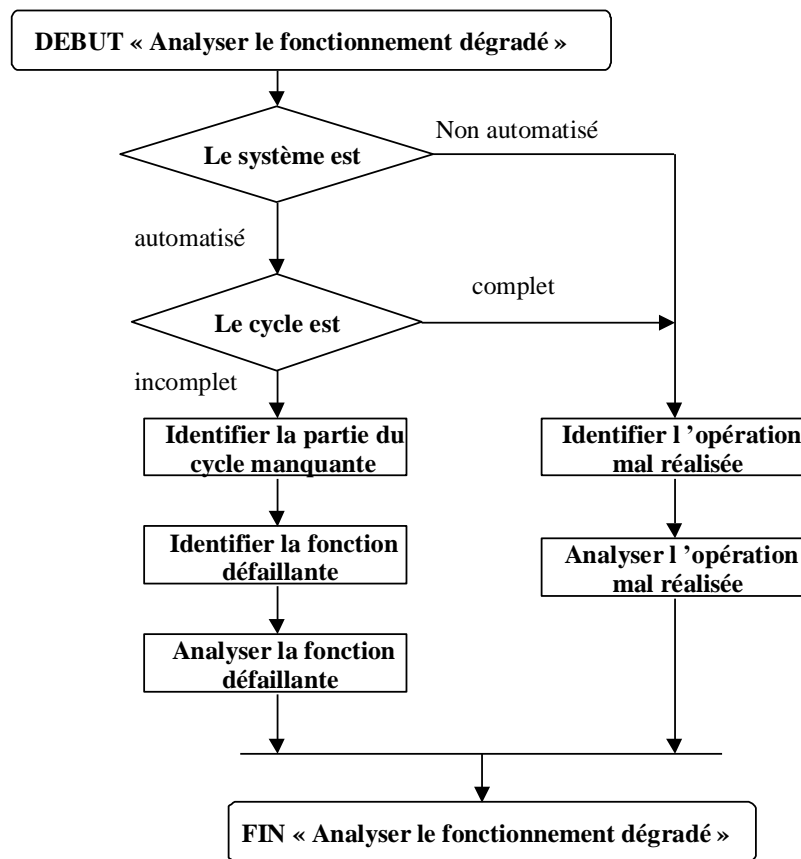 DEBUT « Analyser le fonctionnement dégradé »
Non automatisé
Le système est
automatisé
complet
Le cycle est
incomplet
Identifier la partie du
cycle manquante
Identifier l ’opération
mal réalisée
Identifier la fonction
défaillante
Analyser l ’opération
mal réalisée
Analyser la fonction
défaillante
FIN « Analyser le fonctionnement dégradé »